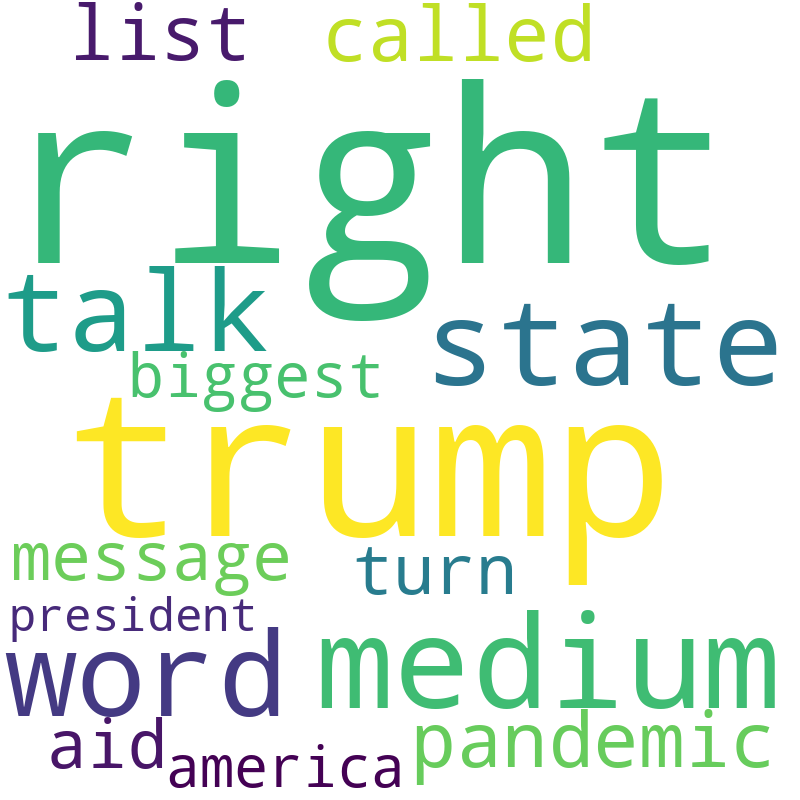 list called
right
talk state
biggest
trump
message turn
president
word medium
aid america pandemic